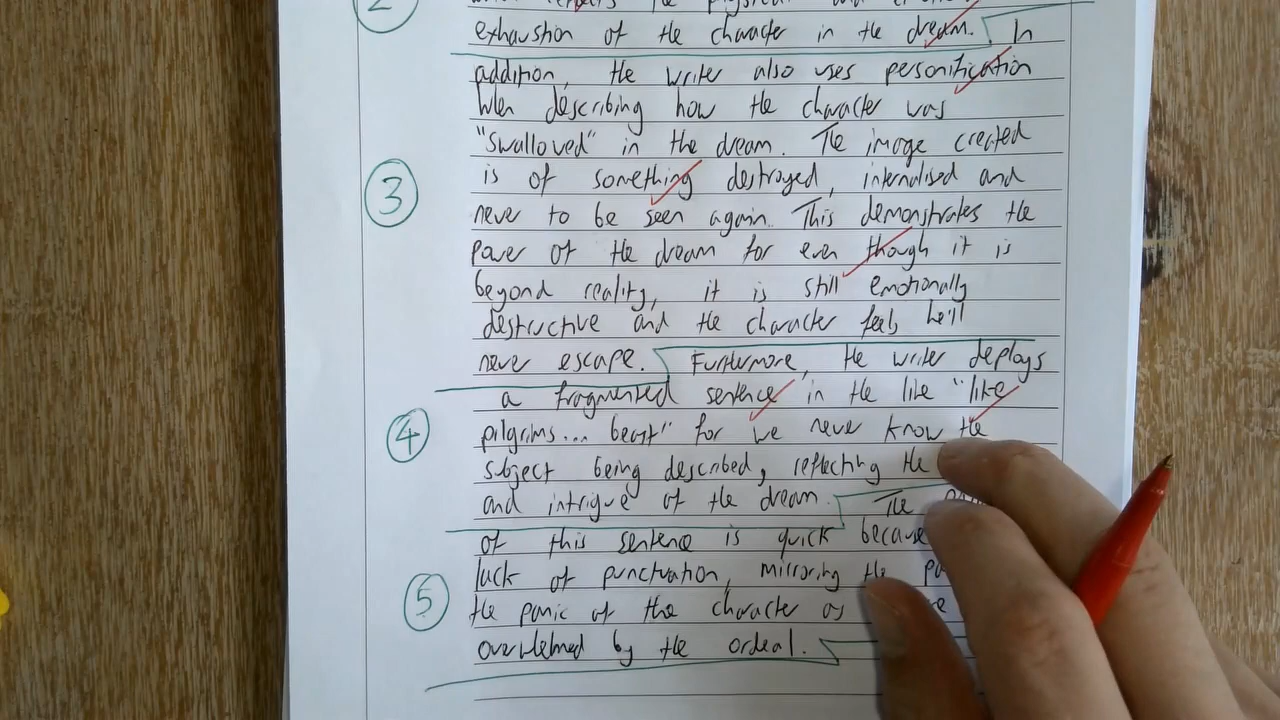 2
exhaustion of the character in the dream. In
addition, the writer also uses personification
when describing how the character was
"swallowed" in the dream. The image created
is of something destroyed, internalised and
3
never to be seen again. This demonstrates the
power of the dream for even though it is
beyond reality, it is still emotionally
destructive and the character feels he'll
never escape. Furthermore, the writer deploys
a fragmented sentence in the line "like
4
pilgrims... beast" for we never know the
subject being described, reflecting the
and intrigue of the dream. The
of this sentence is quick because
lack of punctuation, mirroring the
5
the panic of the character as
overwhelmed by the ordeal.